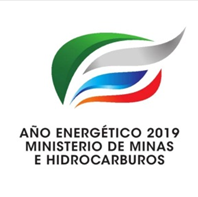 AÑO ENERGÉTICO 2019
MINISTERIO DE MINAS
E HIDROCARBUROS